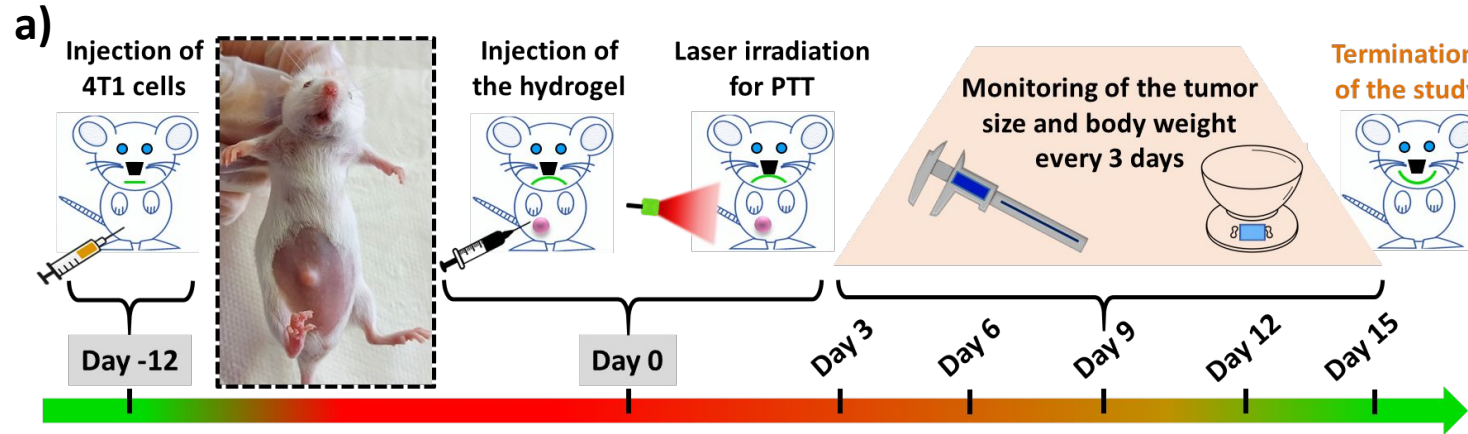 a)
Injection of
4T1 cells
Injection of
the hydrogel
Laser irradiation
for PTT
Monitoring of the tumor
size and body weight
every 3 days
Termination
of the study
Day -12
Day 0
Day 3
Day 6
Day 9
Day 12
Day 15